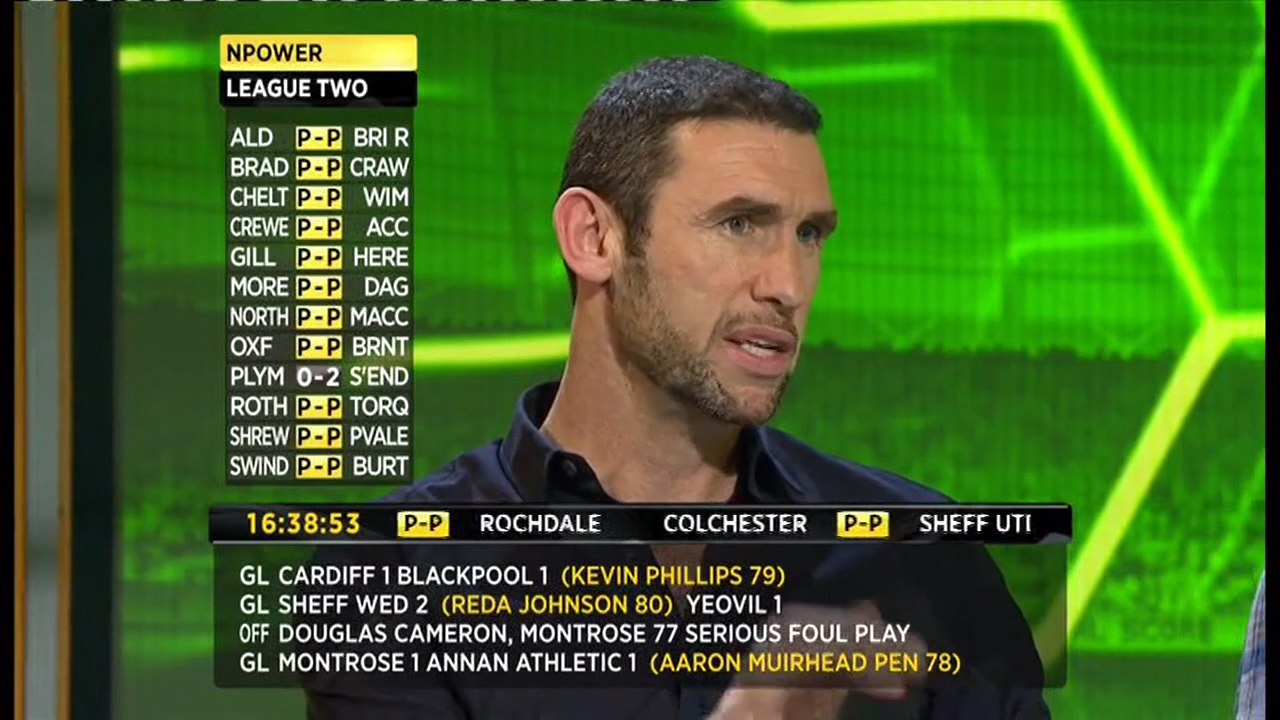 NPOWER
LEAGUE TWO
ALD P-P BRI R
BRAD P-P CRAW
CHELT P-P WIM
CREWE P-P ACC
GILL P-P HERE
MORE P-P DAG
NORTH P-P MACC
OXF P-P BRNT
PLYM 0-2 S'END
ROTH P-P TORQ
SHREW P-P PVALE
SWIND P-P BURT
16:38:53 P-P ROCHDALE COLCHESTER P-P SHEFF UTI
GL CARDIFF 1 BLACKPOOL 1 (KEVIN PHILLIPS 79)
GL SHEFF WED 2 (REDA JOHNSON 80) YEOVIL 1
OFF DOUGLAS CAMERON, MONTROSE 77 SERIOUS FOUL PLAY
GL MONTROSE 1 ANNAN ATHLETIC 1 (AARON MUIRHEAD PEN 78)
SCORE